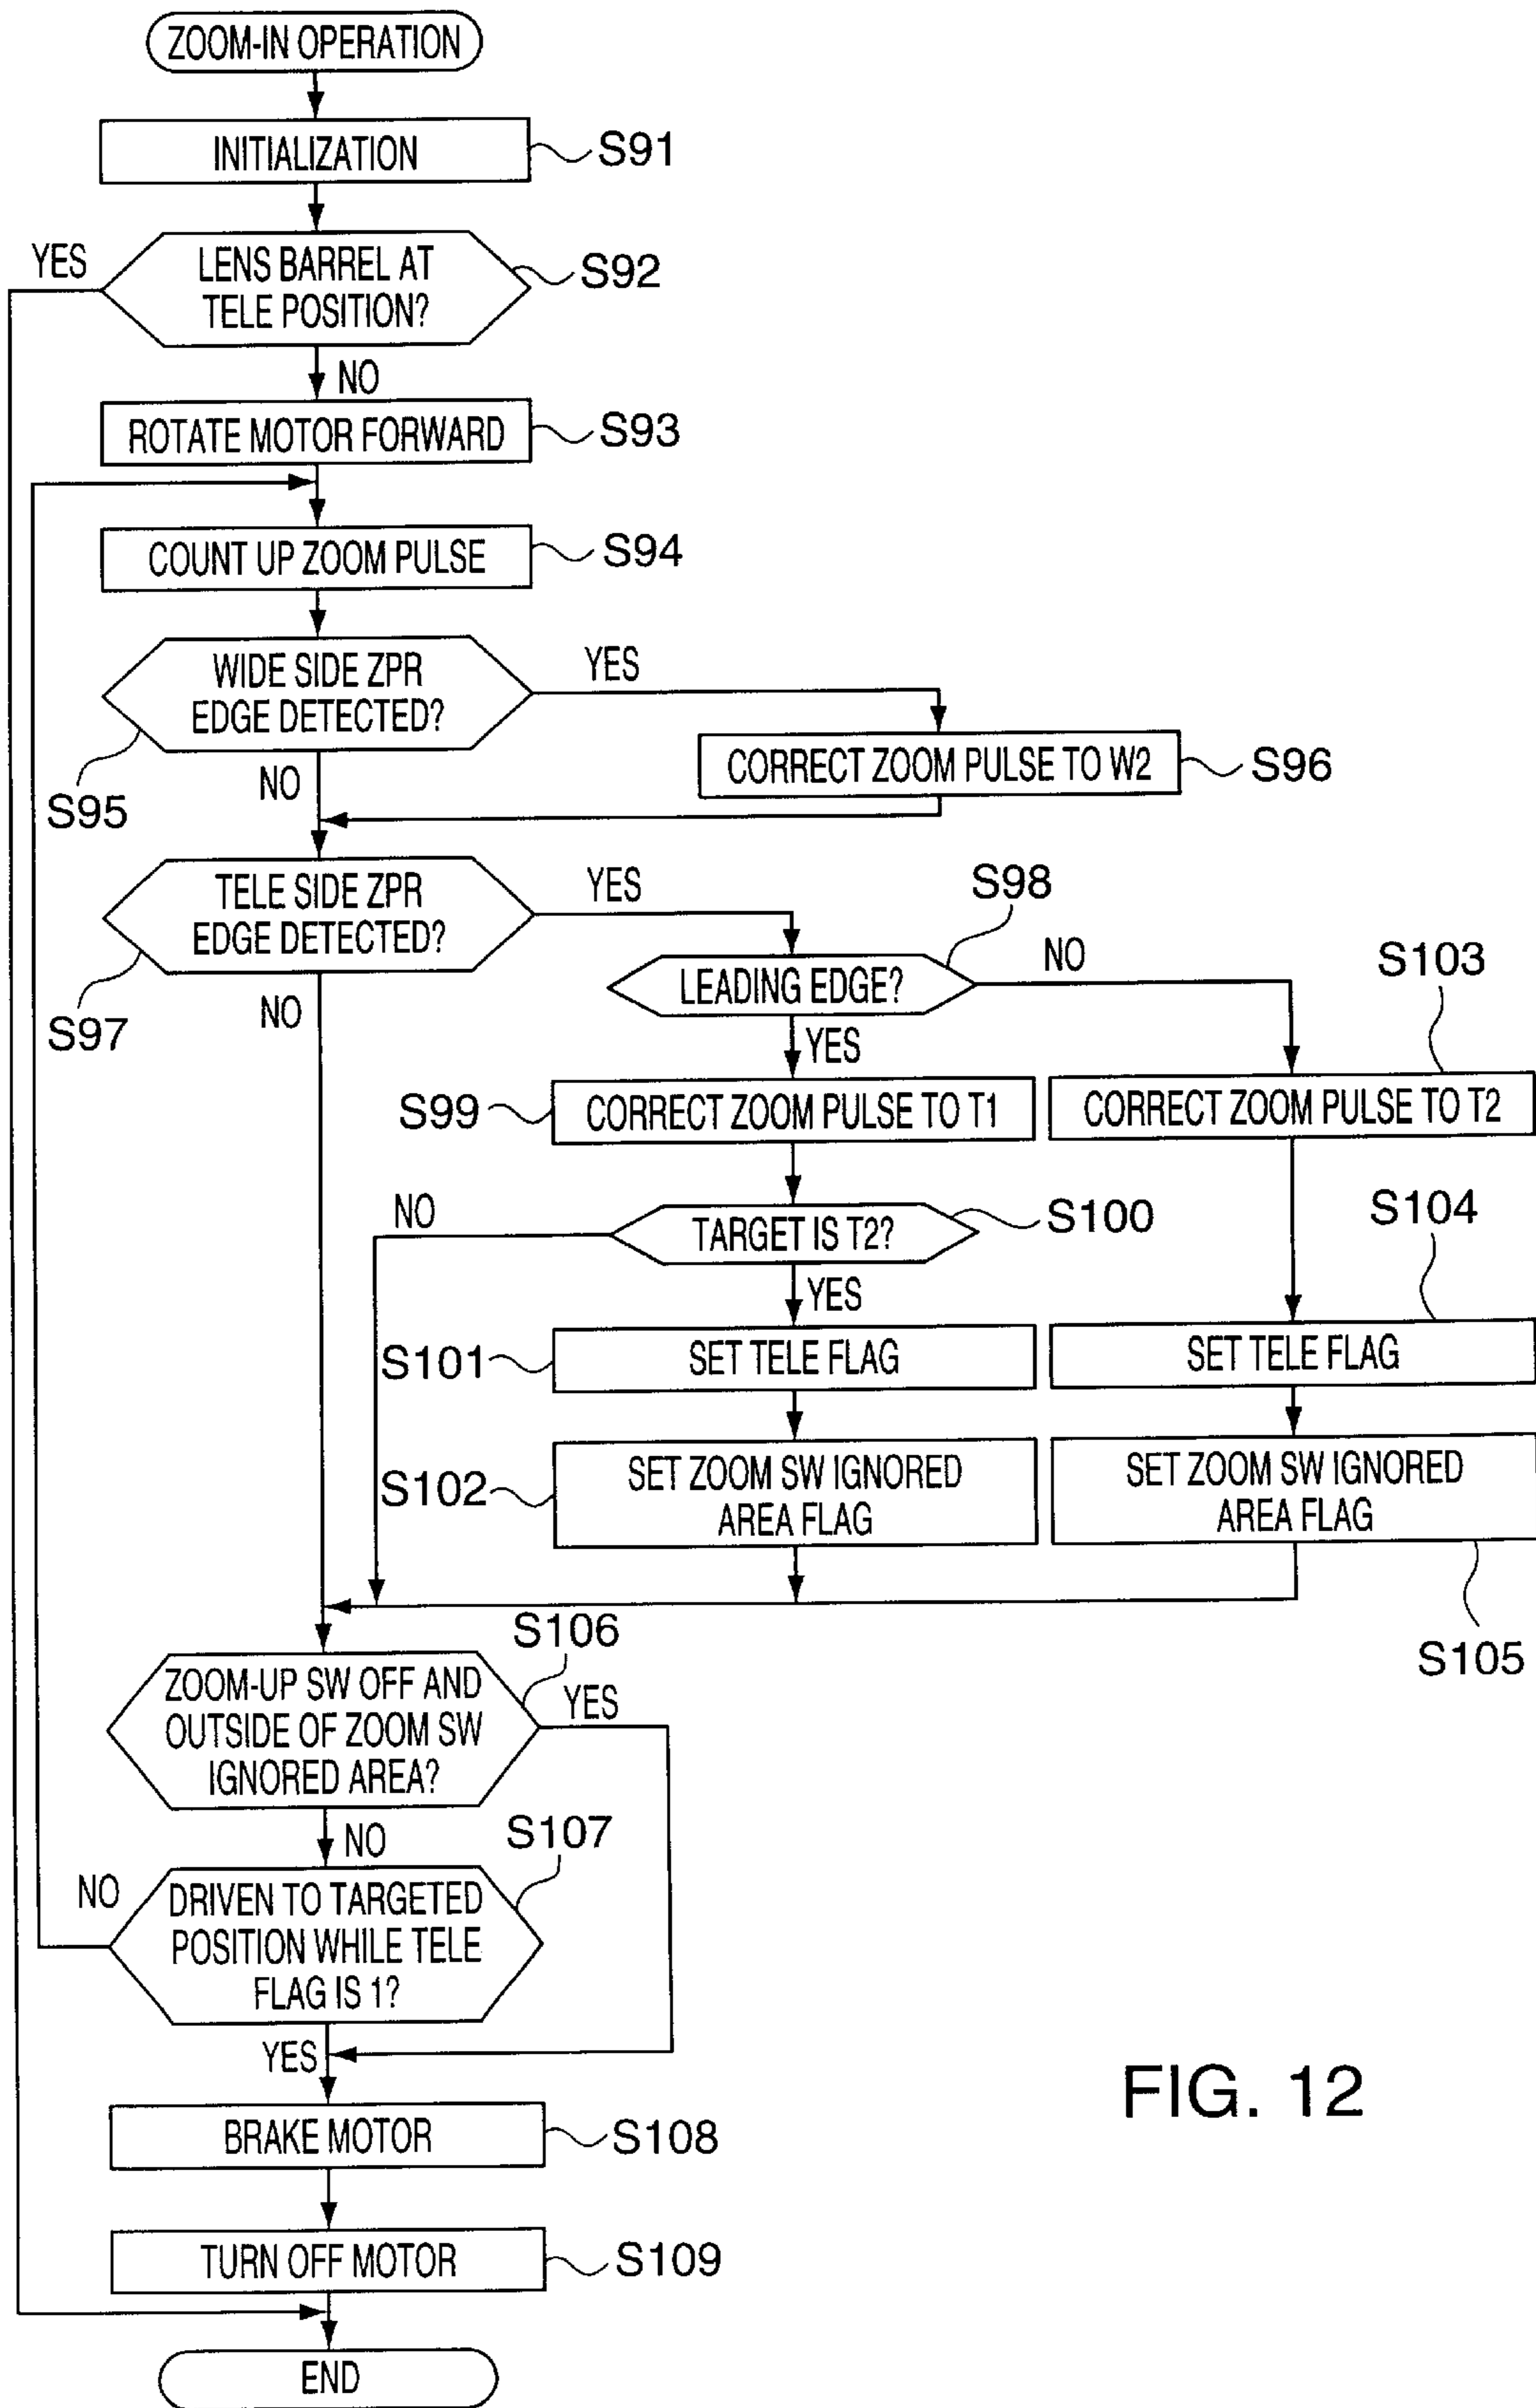 ZOOM-IN OPERATION
INITIALIZATION
S91
YES
LENS BARREL AT
TELE POSITION?
S92
NO
ROTATE MOTOR FORWARD
S93
COUNT UP ZOOM PULSE
S94
WIDE SIDE ZPR
EDGE DETECTED?
YES
S95
NO
CORRECT ZOOM PULSE TO W2
S96
TELE SIDE ZPR
EDGE DETECTED?
YES
S97
NO
LEADING EDGE?
S98
NO
YES
S103
S99
CORRECT ZOOM PULSE TO T1
CORRECT ZOOM PULSE TO T2
NO
TARGET IS T2?
S100
YES
S104
S101
SET TELE FLAG
SET TELE FLAG
S102
SET ZOOM SW IGNORED
AREA FLAG
SET ZOOM SW IGNORED
AREA FLAG
S105
S106
ZOOM-UP SW OFF AND
OUTSIDE OF ZOOM SW
IGNORED AREA?
YES
NO
S107
NO
DRIVEN TO TARGETED
POSITION WHILE TELE
FLAG IS 1?
YES
BRAKE MOTOR
S108
TURN OFF MOTOR
S109
END
FIG. 12